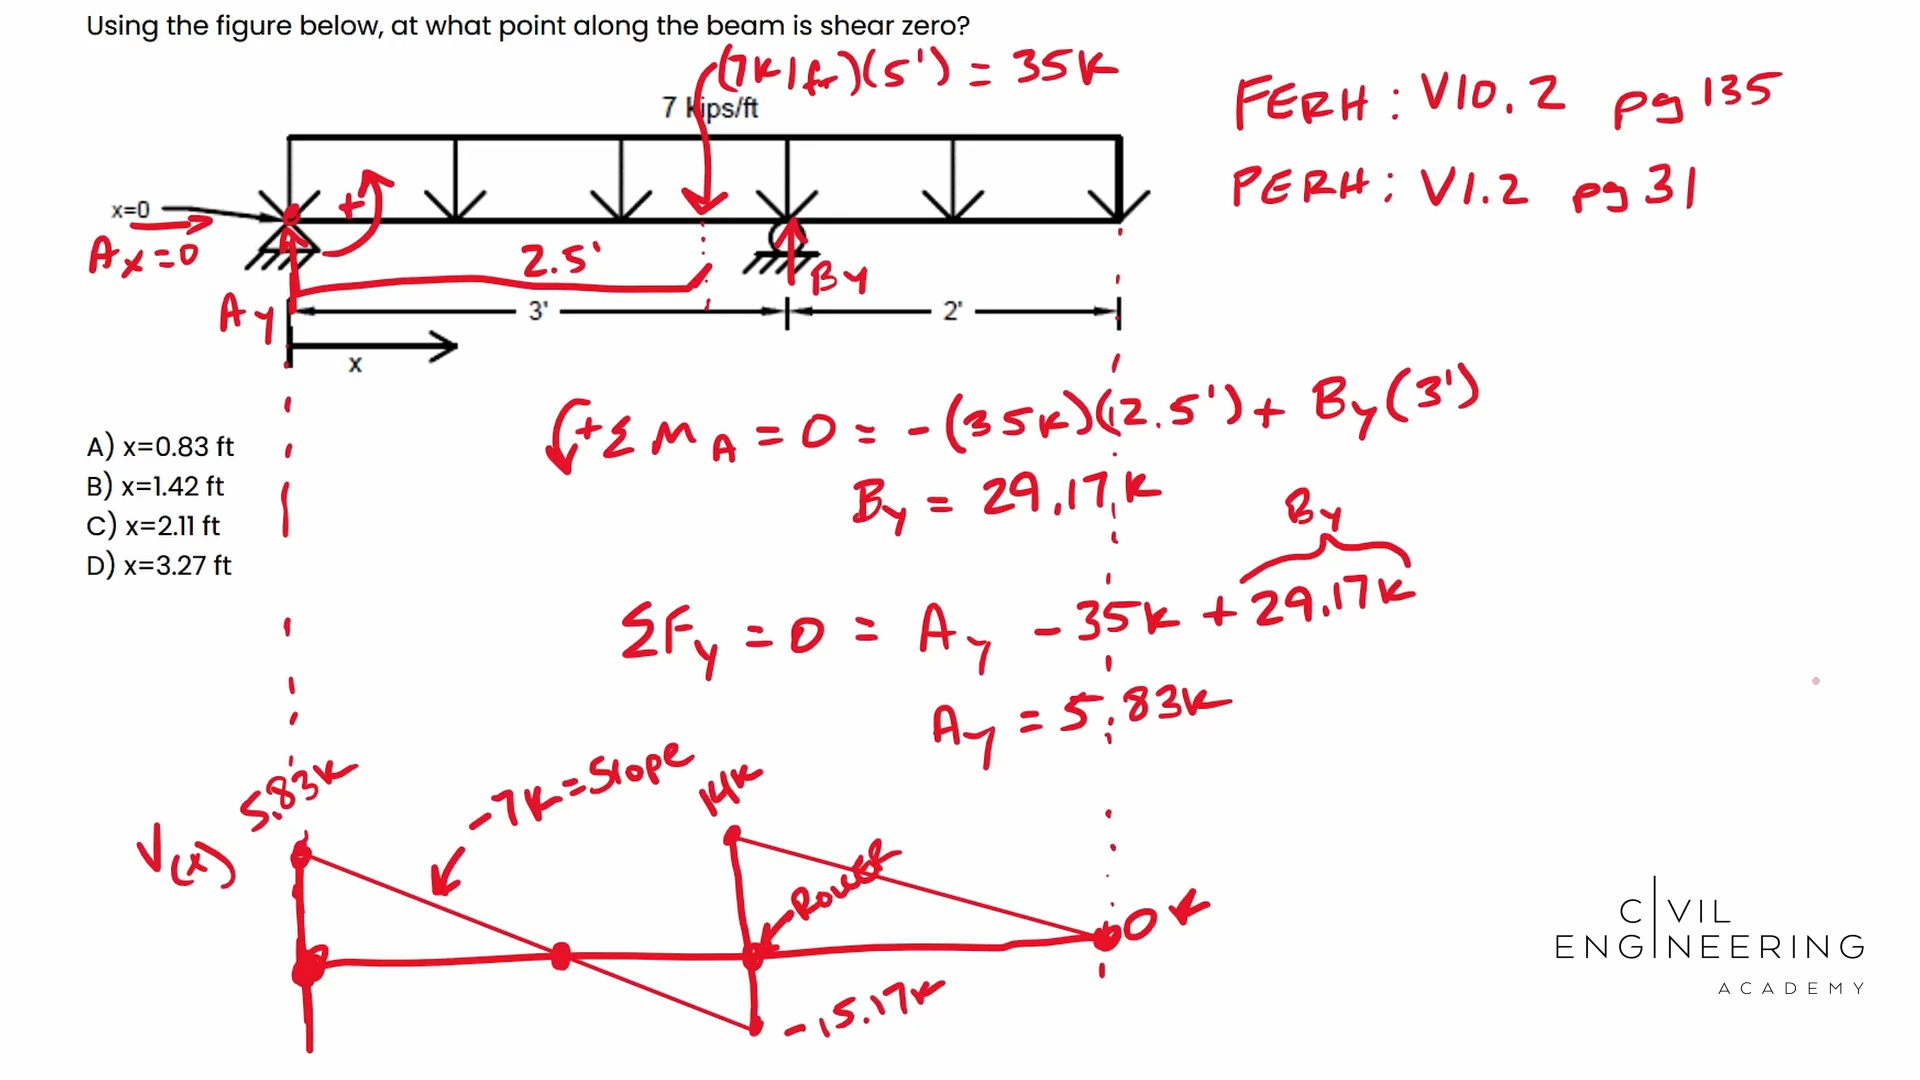 Using the figure below, at what point along the beam is shear zero?
(7K/ft)(5') = 35K
7 kips/ft
FERH: V10.2 pg 135
PERH: V1.2 pg 31
x=0
+
Ax=0
2.5'
Ay
By
3'
2'
x
+ΣMA = 0 = -(35K)(2.5') + By(3')
By = 29.17K
A) x=0.83 ft
B) x=1.42 ft
C) x=2.11 ft
D) x=3.27 ft
By
ΣFy = 0 = Ay - 35K + 29.17K
Ay = 5.83K
5.83K
-7K=Slope
14K
V(x)
0K
-15.17K
CIVIL
ENGINEERING
ACADEMY